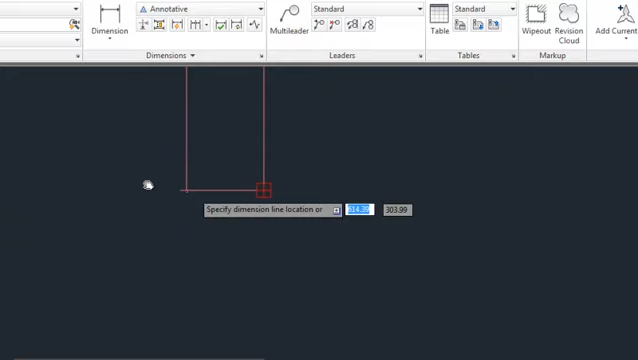 Annotative
Standard
Standard
Dimension
Multileader
Table
Wipeout
Revision
Cloud
Add Current
Dimensions
Leaders
Tables
Markup
Specify dimension line location or
303.99